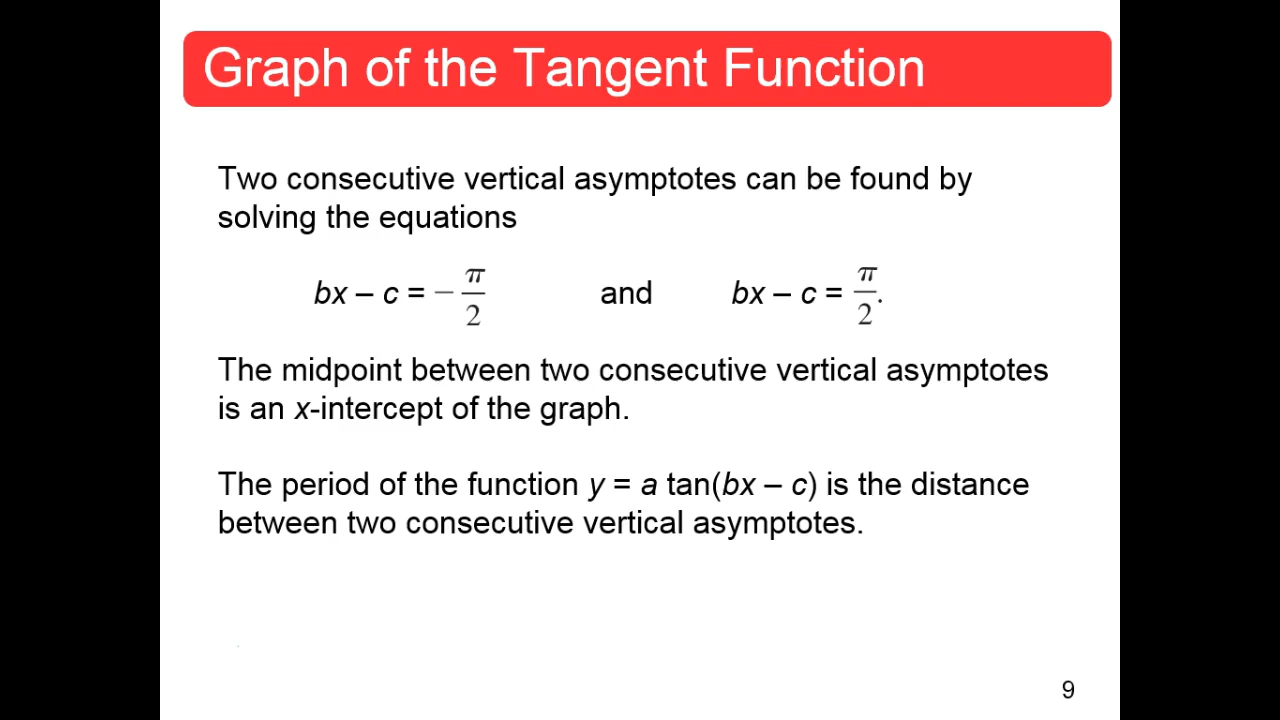 Graph of the Tangent Function
Two consecutive vertical asymptotes can be found by
solving the equations
bx – c = − π/2 and bx – c = π/2.
The midpoint between two consecutive vertical asymptotes
is an x-intercept of the graph.
The period of the function y = a tan(bx – c) is the distance
between two consecutive vertical asymptotes.
9